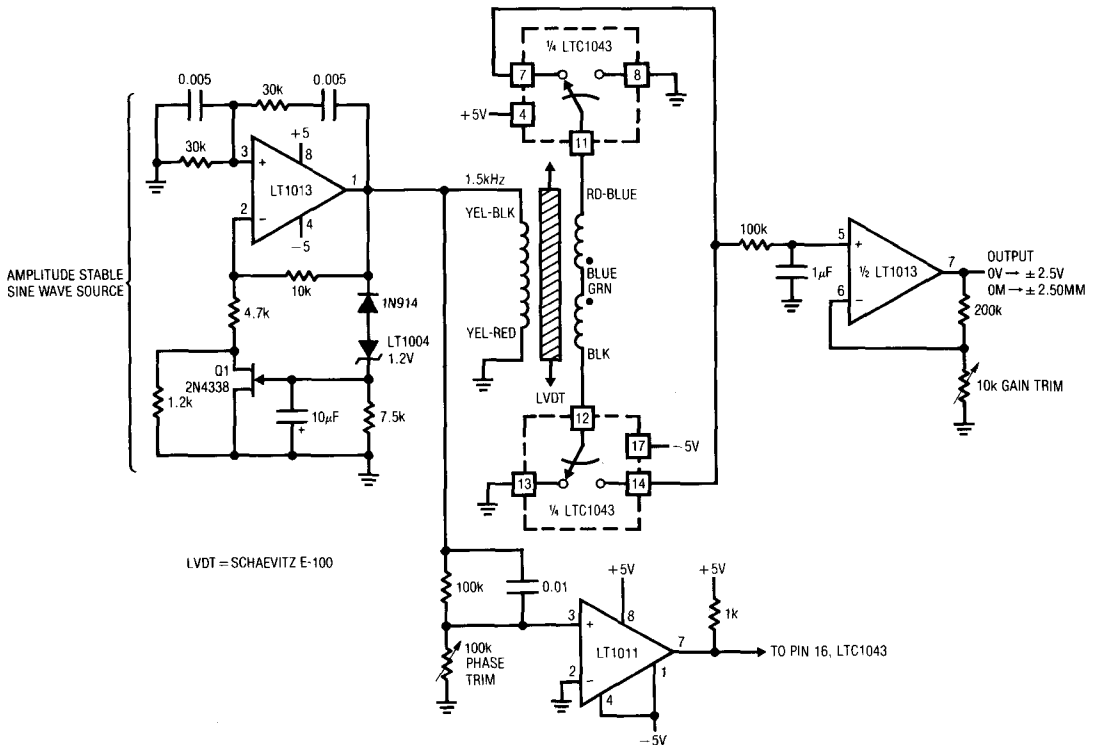 ¼ LTC1043
7
8
+5V
4
11
0.005
30k
0.005
30k
+5
3
8
+
LT1013
1
2
−
4
−5
1.5kHz
YEL-BLK
RD-BLUE
BLUE
GRN
YEL-RED
BLK
LVDT
AMPLITUDE STABLE
SINE WAVE SOURCE
10k
1N914
4.7k
LT1004
1.2V
Q1
2N4338
1.2k
10µF
+
7.5k
100k
5
+
1µF
½ LT1013
7
6
−
OUTPUT
0V → ±2.5V
0M → ±2.50MM
200k
10k GAIN TRIM
12
17
−5V
13
14
¼ LTC1043
LVDT = SCHAEVITZ E-100
100k
0.01
+5V
+5V
3
+
8
1k
LT1011
7
TO PIN 16, LTC1043
100k
PHASE
TRIM
2
−
4
1
−5V